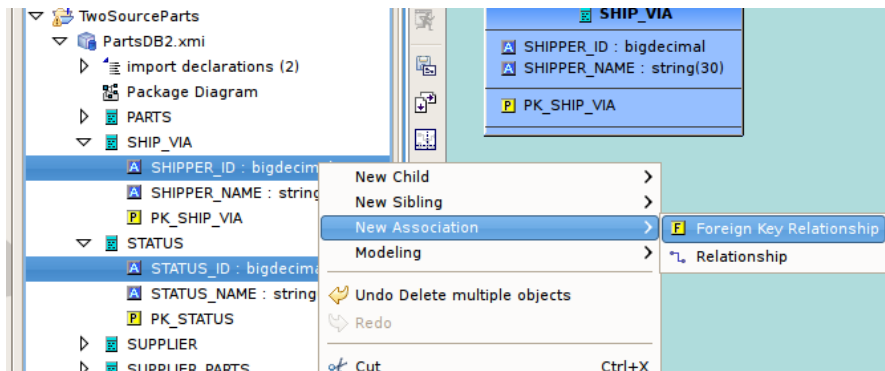 TwoSourceParts
PartsDB2.xmi
import declarations (2)
Package Diagram
PARTS
SHIP_VIA
SHIPPER_ID : bigdecim
SHIPPER_NAME : string
PK_SHIP_VIA
STATUS
STATUS_ID : bigdecima
STATUS_NAME : string
PK_STATUS
SUPPLIER
SUPPLIER_PARTS
SHIP_VIA
A SHIPPER_ID : bigdecimal
A SHIPPER_NAME : string(30)
P PK_SHIP_VIA
New Child
New Sibling
New Association
Modeling
Undo Delete multiple objects
Redo
Cut Ctrl+X
F Foreign Key Relationship
Relationship